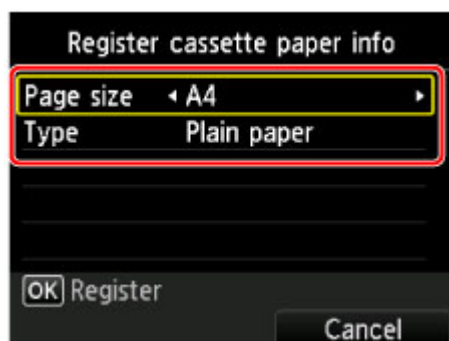 Register cassette paper info
Page size A4
Type Plain paper
OK Register
Cancel